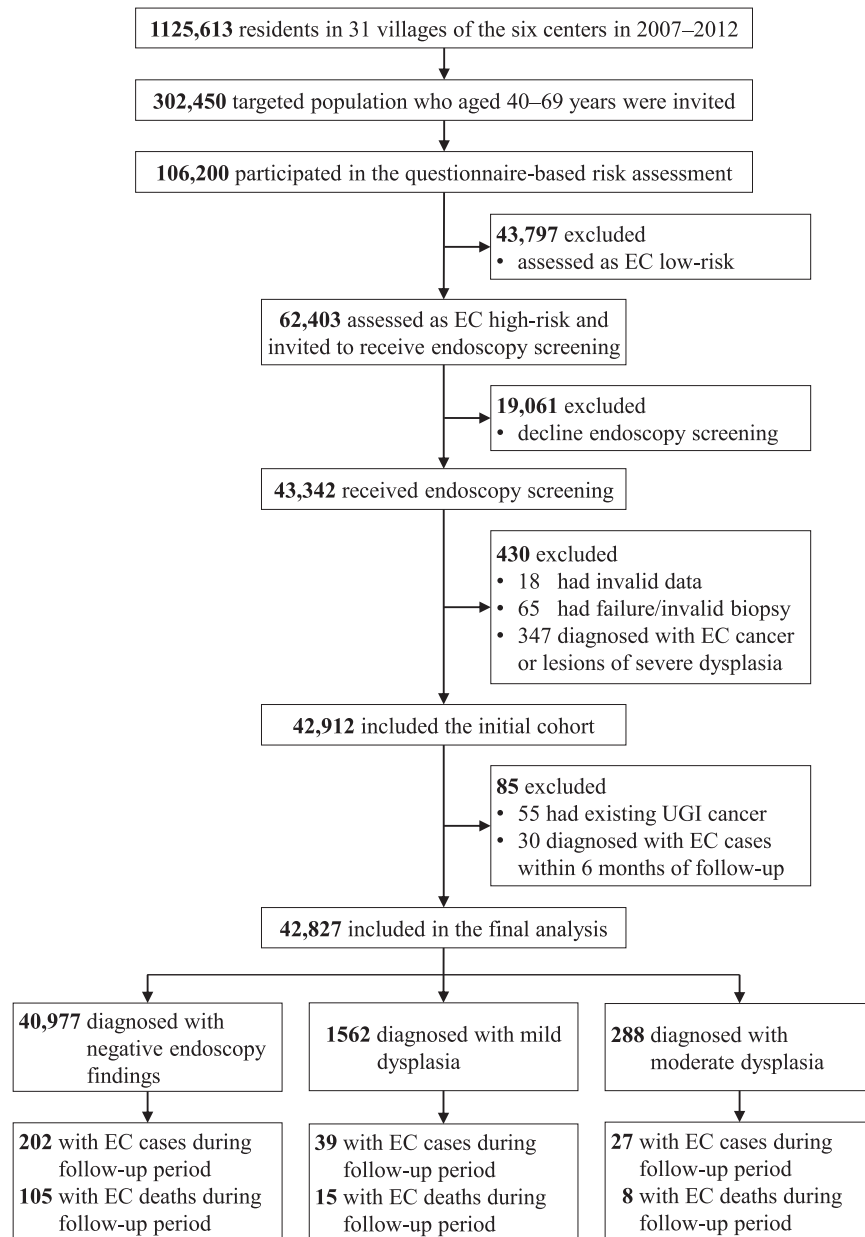 1125,613 residents in 31 villages of the six centers in 2007–2012
302,450 targeted population who aged 40–69 years were invited
106,200 participated in the questionnaire-based risk assessment
43,797 excluded
• assessed as EC low-risk
62,403 assessed as EC high-risk and
invited to receive endoscopy screening
19,061 excluded
• decline endoscopy screening
43,342 received endoscopy screening
430 excluded
• 18 had invalid data
• 65 had failure/invalid biopsy
• 347 diagnosed with EC cancer
or lesions of severe dysplasia
42,912 included the initial cohort
85 excluded
• 55 had existing UGI cancer
• 30 diagnosed with EC cases
within 6 months of follow-up
42,827 included in the final analysis
40,977 diagnosed with
negative endoscopy
findings
1562 diagnosed with mild
dysplasia
288 diagnosed with
moderate dysplasia
202 with EC cases during
follow-up period
105 with EC deaths during
follow-up period
39 with EC cases during
follow-up period
15 with EC deaths during
follow-up period
27 with EC cases during
follow-up period
8 with EC deaths during
follow-up period